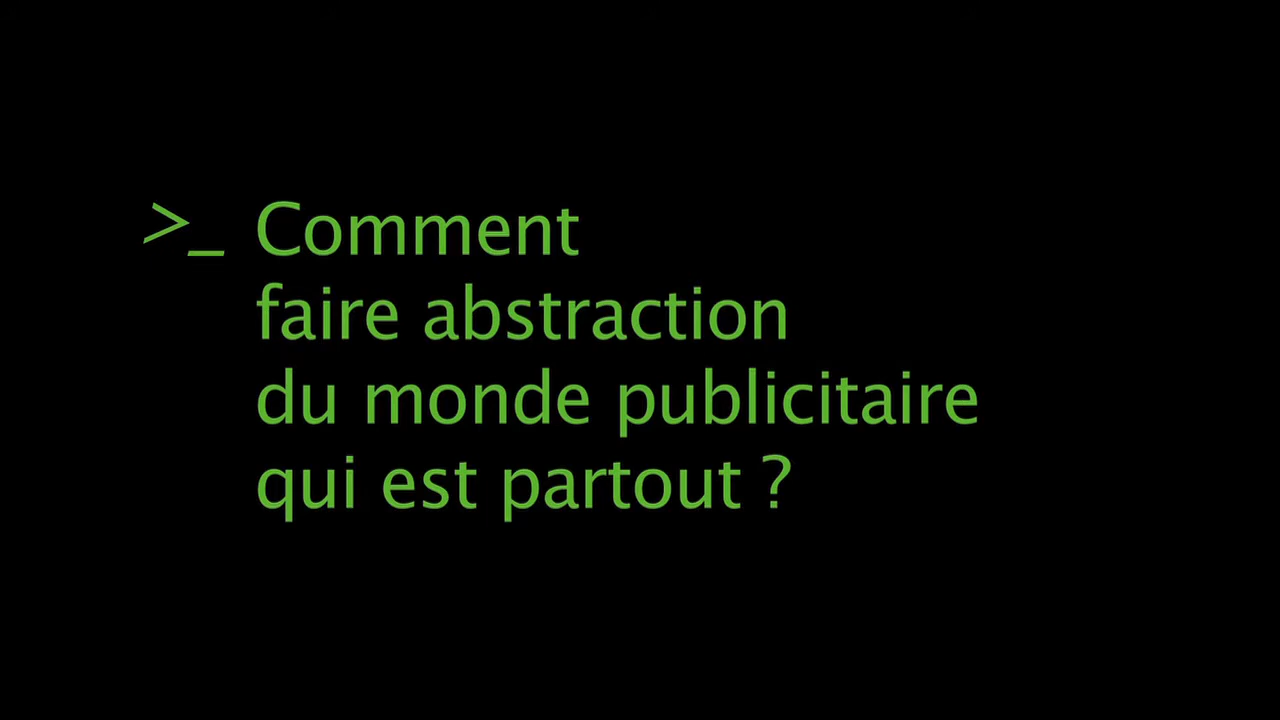 >_ Comment
faire abstraction
du monde publicitaire
qui est partout ?